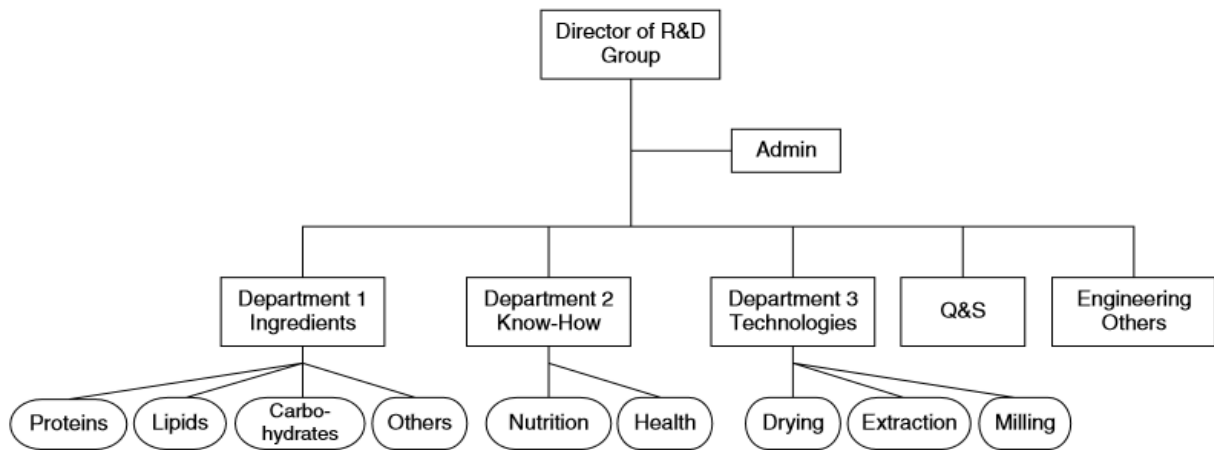 Director of R&D
Group
Admin
Department 1
Ingredients
Department 2
Know-How
Department 3
Technologies
Q&S
Engineering
Others
Proteins
Lipids
Carbo-
hydrates
Others
Nutrition
Health
Drying
Extraction
Milling